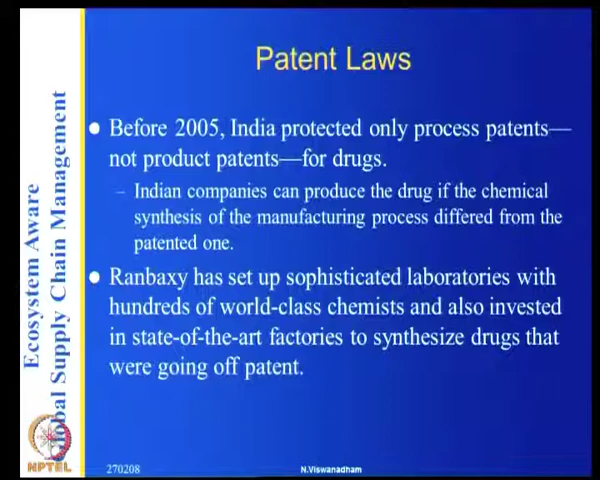 Patent Laws
Before 2005, India protected only process patents—
not product patents—for drugs.
– Indian companies can produce the drug if the chemical
synthesis of the manufacturing process differed from the
patented one.
Ranbaxy has set up sophisticated laboratories with
hundreds of world-class chemists and also invested
in state-of-the-art factories to synthesize drugs that
were going off patent.
Ecosystem Aware
Global Supply Chain Management
NPTEL
270208
N.Viswanadham